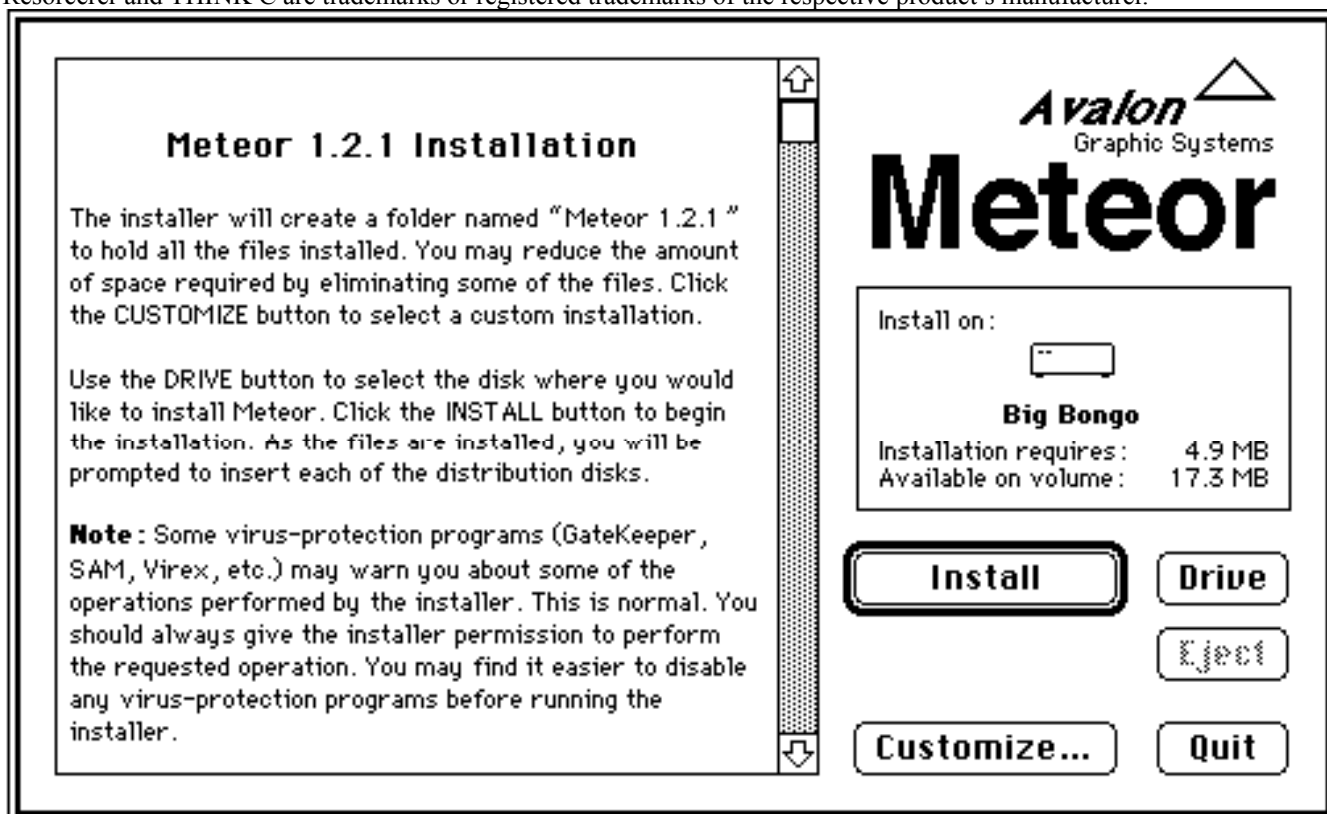 Resorcerer and THINK C are trademarks or registered trademarks of the respective product's manufacturer.
Meteor 1.2.1 Installation
The installer will create a folder named "Meteor 1.2.1"
to hold all the files installed. You may reduce the amount
of space required by eliminating some of the files. Click
the CUSTOMIZE button to select a custom installation.
Use the DRIVE button to select the disk where you would
like to install Meteor. Click the INSTALL button to begin
the installation. As the files are installed, you will be
prompted to insert each of the distribution disks.
Note: Some virus-protection programs (GateKeeper,
SAM, Virex, etc.) may warn you about some of the
operations performed by the installer. This is normal. You
should always give the installer permission to perform
the requested operation. You may find it easier to disable
any virus-protection programs before running the
installer.
Avalon
Graphic Systems
Meteor
Install on:
Big Bongo
Installation requires: 4.9 MB
Available on volume: 17.3 MB
Install
Drive
Eject
Customize...
Quit